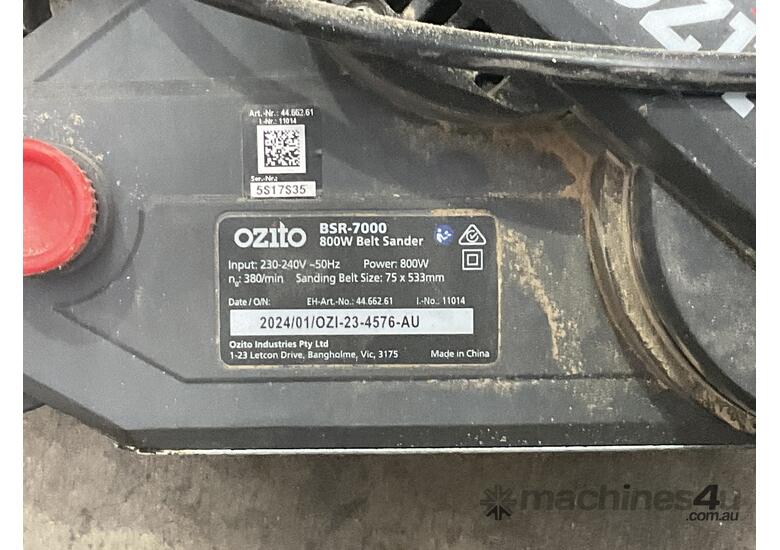 OZIT
Art.-Nr.: 44.662.61
I.-Nr.: 11014
Ser.-Nr.:
5S17S35
ozito
BSR-7000
800W Belt Sander
Input: 230-240V ~50Hz Power: 800W
n₀: 380/min Sanding Belt Size: 75 x 533mm
Date / O/N: EH-Art.-No.: 44.662.61 I.-No.: 11014
2024/01/OZI-23-4576-AU
Ozito Industries Pty Ltd
1-23 Letcon Drive, Bangholme, Vic, 3175 Made in China
machines4u
.com.au